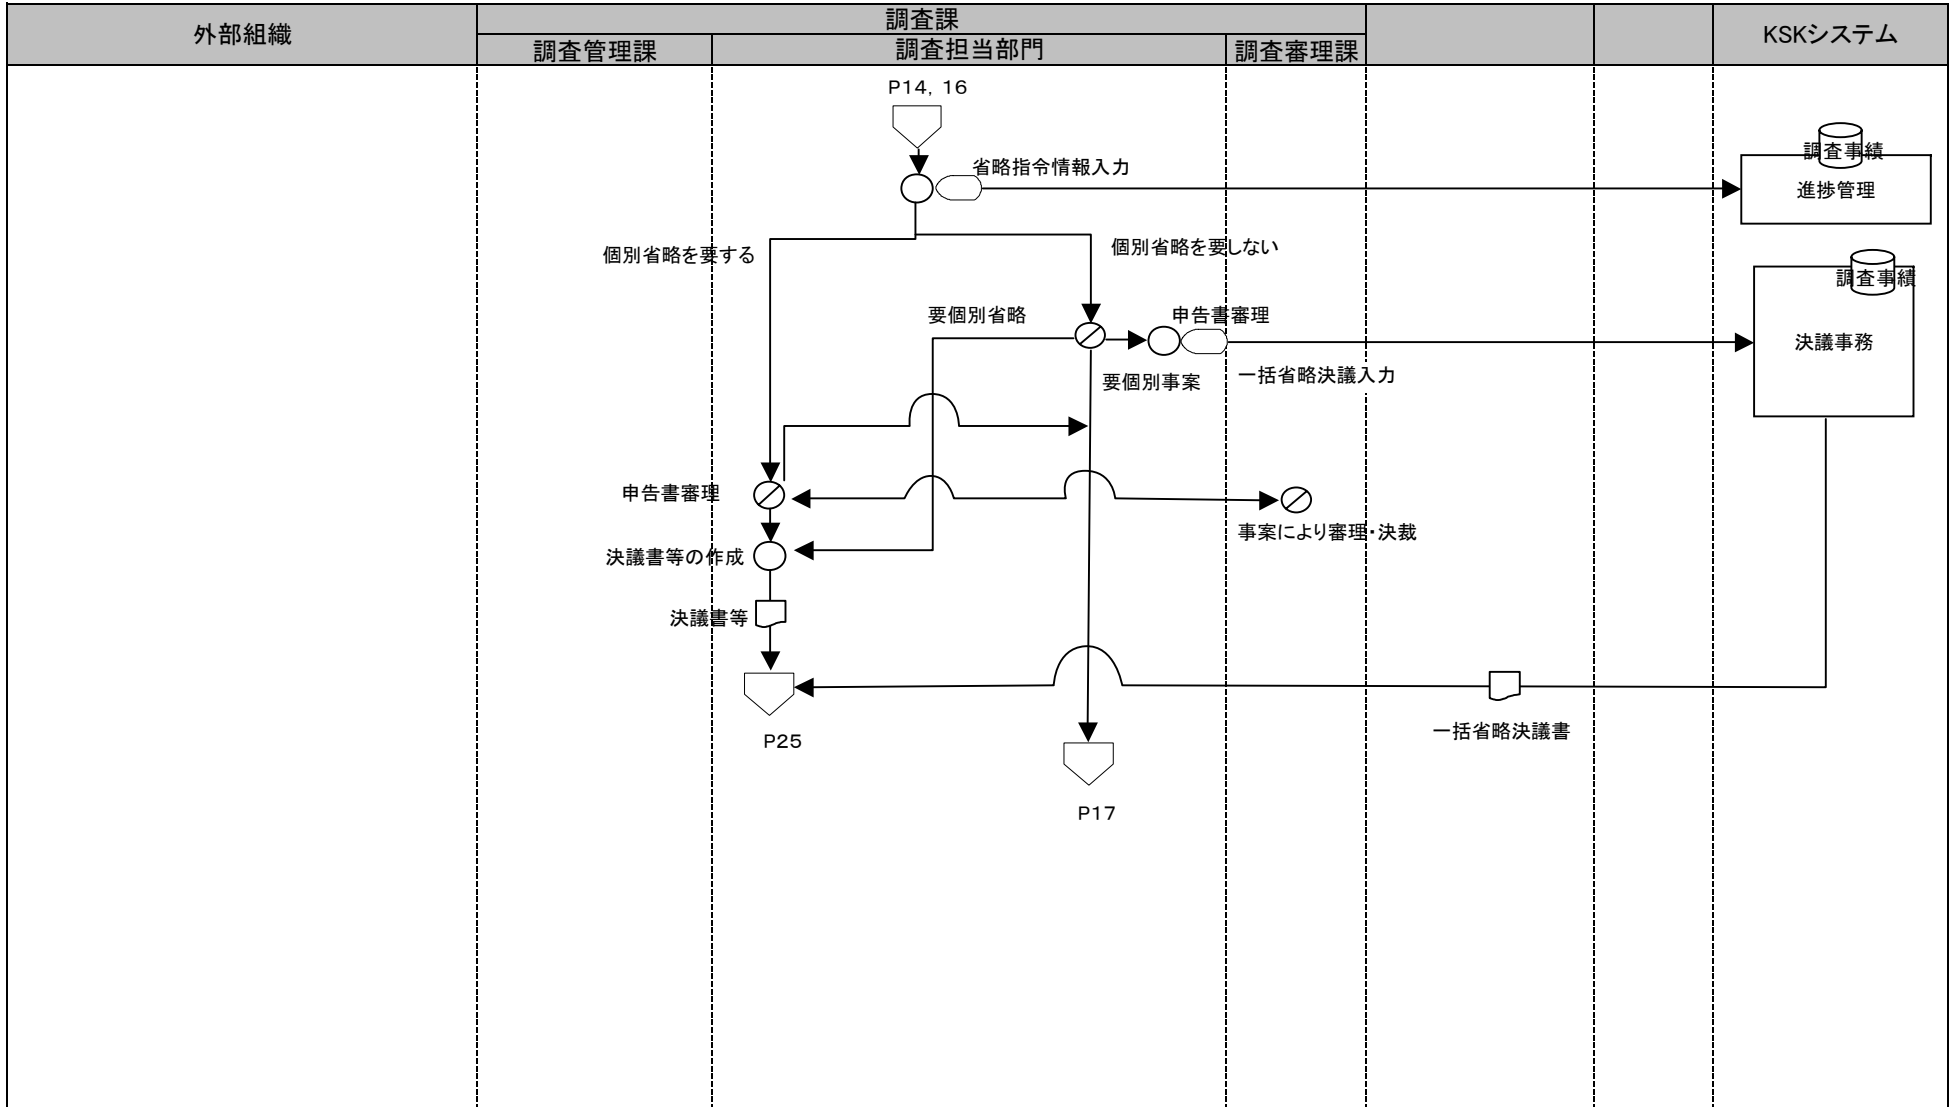 外部組織
調査課
調査管理課
調査担当部門
調査審理課
KSKシステム
P14，16
省略指令情報入力
調査事績
進捗管理
個別省略を要する
個別省略を要しない
調査事績
要個別省略
申告書審理
決議事務
要個別事案
一括省略決議入力
申告書審理
事案により審理・決裁
決議書等の作成
決議書等
P25
一括省略決議書
P17